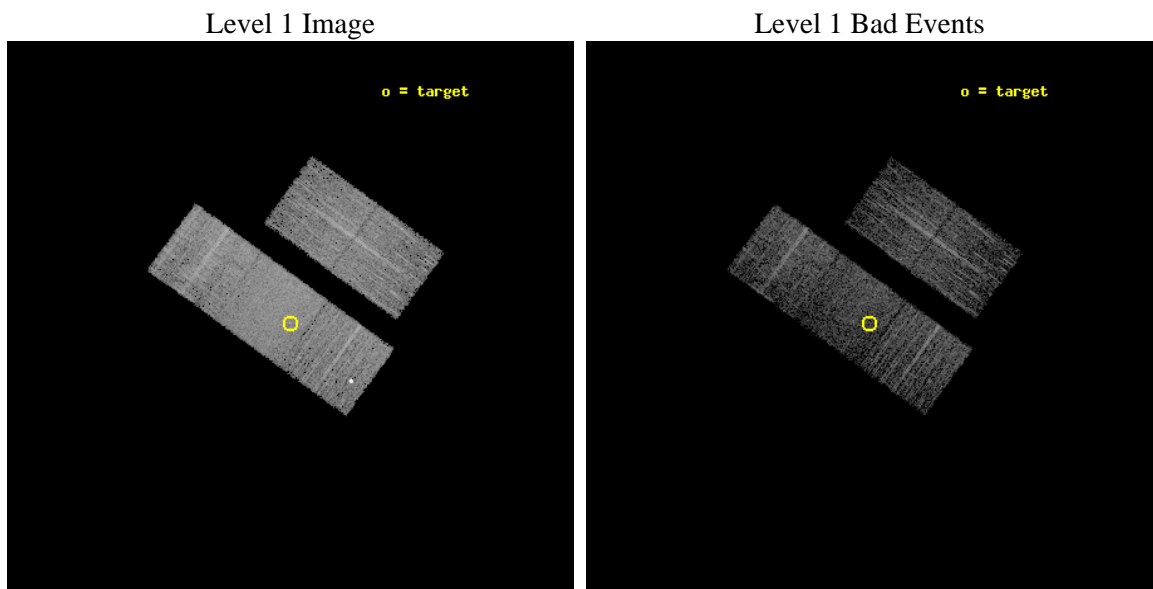 Level 1 Image
Level 1 Bad Events
o = target
o = target